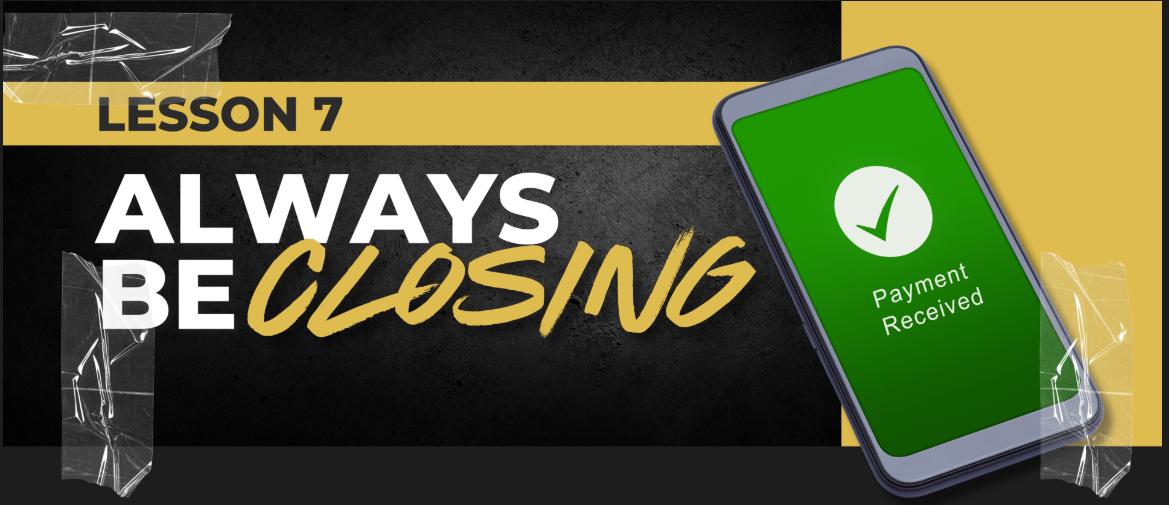 LESSON 7
ALWAYS
BE CLOSING
Payment
Received